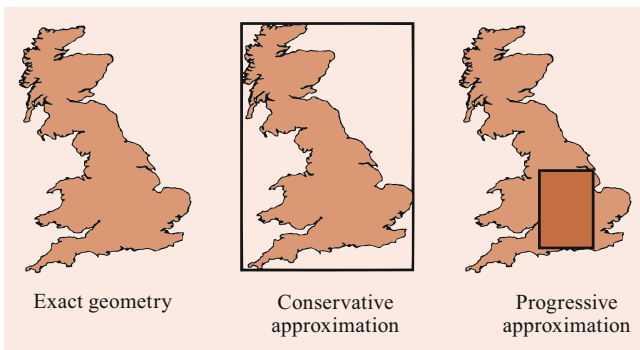 Exact geometry
Conservative
approximation
Progressive
approximation